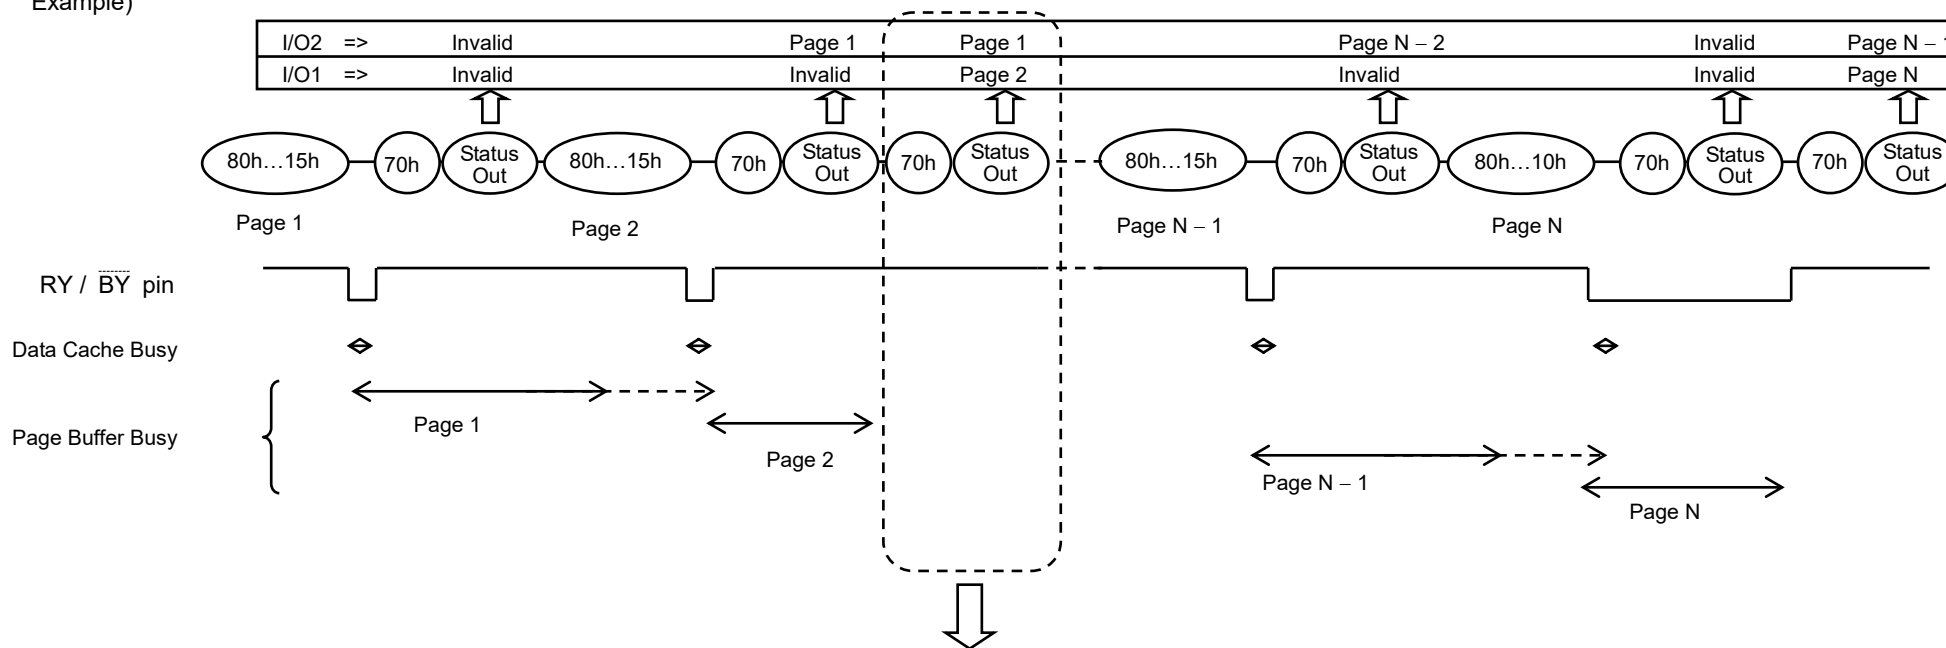 Example)
I/O2 => Invalid Page 1 Page 1 Page N – 2 Invalid Page N – 1
I/O1 => Invalid Invalid Page 2 Invalid Invalid Page N
80h…15h 70h Status Out 80h…15h 70h Status Out 70h Status Out 80h…15h 70h Status Out 80h…10h 70h Status Out 70h Status Out
Page 1 Page 2 Page N – 1 Page N
RY / BY pin
Data Cache Busy
Page 1
Page 2
Page Buffer Busy
Page N – 1
Page N